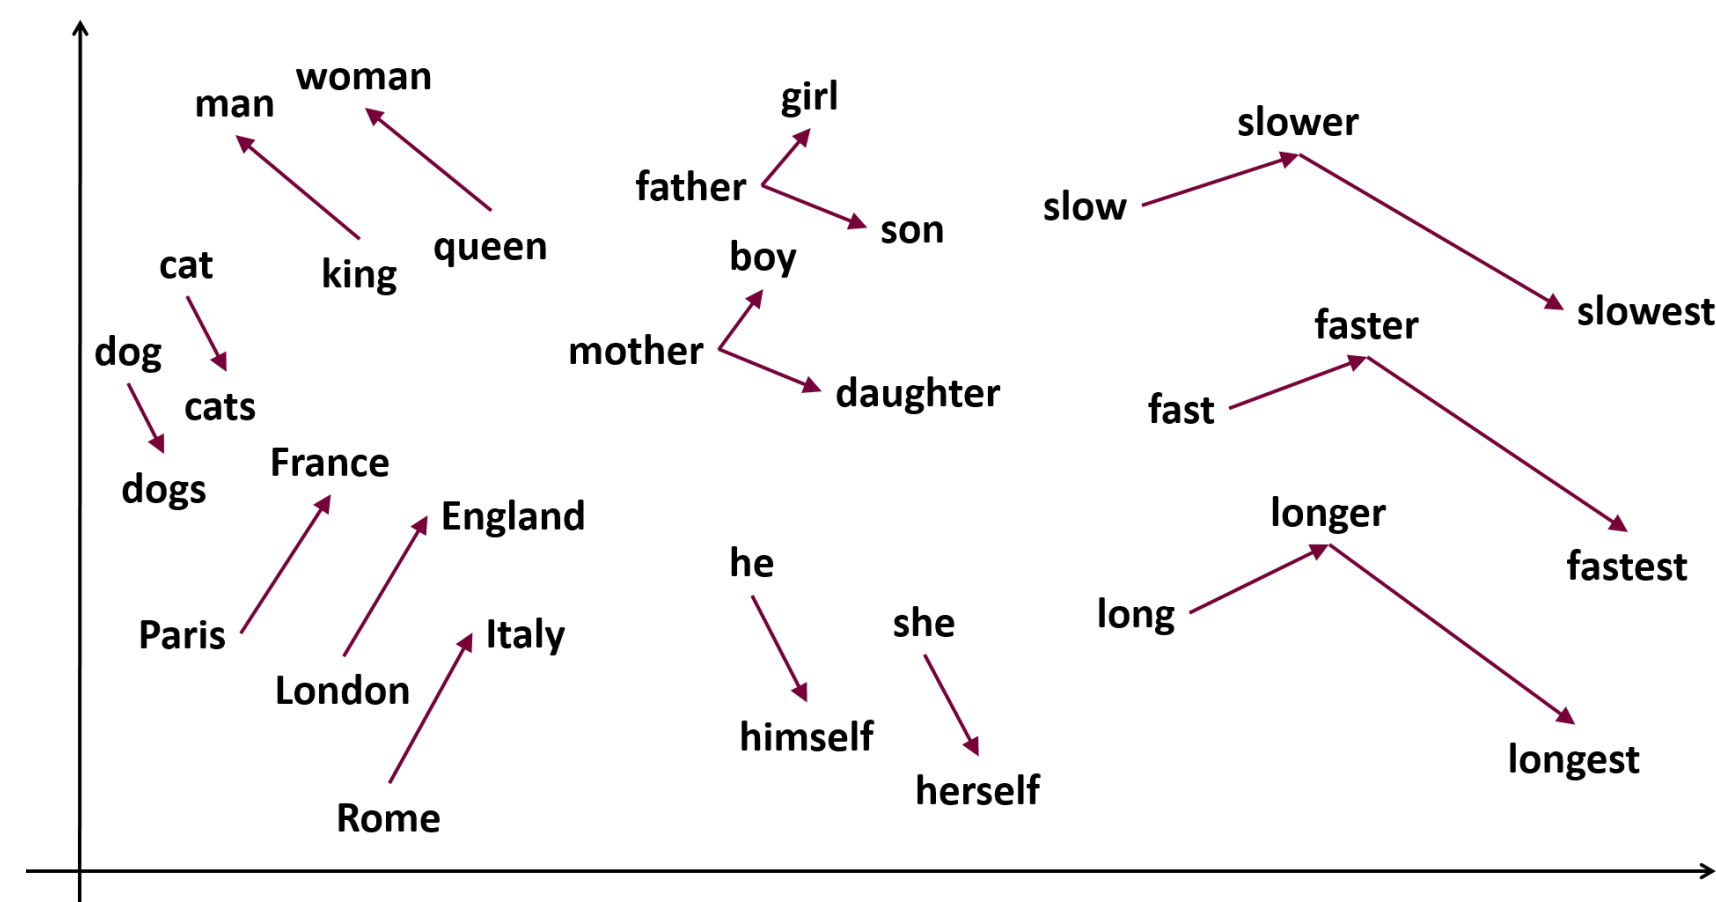 woman
man
girl
slower
father
slow
son
queen
boy
cat
king
slowest
faster
dog
mother
daughter
cats
fast
France
dogs
longer
England
he
fastest
long
she
Paris
Italy
London
himself
longest
herself
Rome